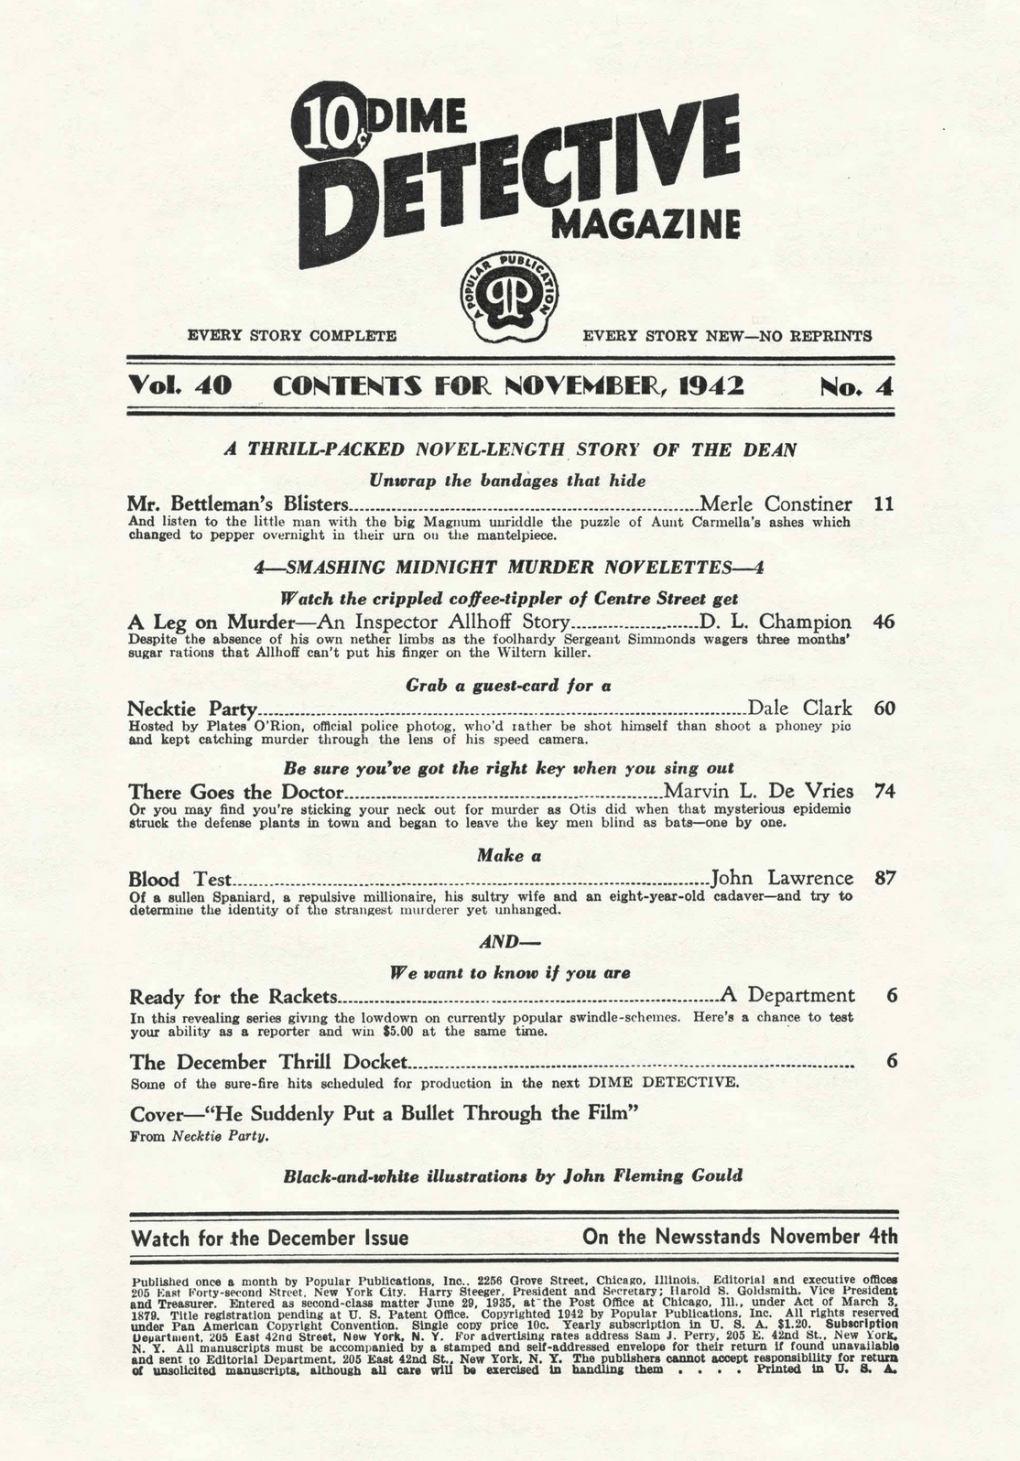 10¢ DIME
DETECTIVE
MAGAZINE
A POPULAR PUBLICATION
PP
EVERY STORY COMPLETE EVERY STORY NEW—NO REPRINTS
Vol. 40 CONTENTS FOR NOVEMBER, 1942 No. 4
A THRILL-PACKED NOVEL-LENGTH STORY OF THE DEAN
Unwrap the bandages that hide
Mr. Bettleman's Blisters Merle Constiner 11
And listen to the little man with the big Magnum unriddle the puzzle of Aunt Carmella's ashes which
changed to pepper overnight in their urn on the mantelpiece.
4—SMASHING MIDNIGHT MURDER NOVELETTES—4
Watch the crippled coffee-tippler of Centre Street get
A Leg on Murder—An Inspector Allhoff Story D. L. Champion 46
Despite the absence of his own nether limbs as the foolhardy Sergeant Simmonds wagers three months'
sugar rations that Allhoff can't put his finger on the Wiltern killer.
Grab a guest-card for a
Necktie Party Dale Clark 60
Hosted by Plates O'Rion, official police photog, who'd rather be shot himself than shoot a phoney pic
and kept catching murder through the lens of his speed camera.
Be sure you've got the right key when you sing out
There Goes the Doctor Marvin L. De Vries 74
Or you may find you're sticking your neck out for murder as Otis did when that mysterious epidemic
struck the defense plants in town and began to leave the key men blind as bats—one by one.
Make a
Blood Test John Lawrence 87
Of a sullen Spaniard, a repulsive millionaire, his sultry wife and an eight-year-old cadaver—and try to
determine the identity of the strangest murderer yet unhanged.
AND—
We want to know if you are
Ready for the Rackets A Department 6
In this revealing series giving the lowdown on currently popular swindle-schemes. Here's a chance to test
your ability as a reporter and win $5.00 at the same time.
The December Thrill Docket 6
Some of the sure-fire hits scheduled for production in the next DIME DETECTIVE.
Cover—"He Suddenly Put a Bullet Through the Film"
From Necktie Party.
Black-and-white illustrations by John Fleming Gould
Watch for the December Issue On the Newsstands November 4th
Published once a month by Popular Publications, Inc., 2256 Grove Street, Chicago, Illinois. Editorial and executive offices
205 East Forty-second Street, New York City. Harry Steeger, President and Secretary; Harold S. Goldsmith, Vice President
and Treasurer. Entered as second-class matter June 29, 1935, at the Post Office at Chicago, Ill., under Act of March 3,
1879. Title registration pending at U. S. Patent Office. Copyrighted 1942 by Popular Publications, Inc. All rights reserved
under Pan American Copyright Convention. Single copy price 10c. Yearly subscription in U. S. A. $1.20. Subscription
Department, 205 East 42nd Street, New York, N. Y. For advertising rates address Sam J. Perry, 205 E. 42nd St., New York,
N. Y. All manuscripts must be accompanied by a stamped and self-addressed envelope for their return if found unavailable
and sent to Editorial Department, 205 East 42nd St., New York, N. Y. The publishers cannot accept responsibility for return
of unsolicited manuscripts, although all care will be exercised in handling them . . . . Printed in U. S. A.